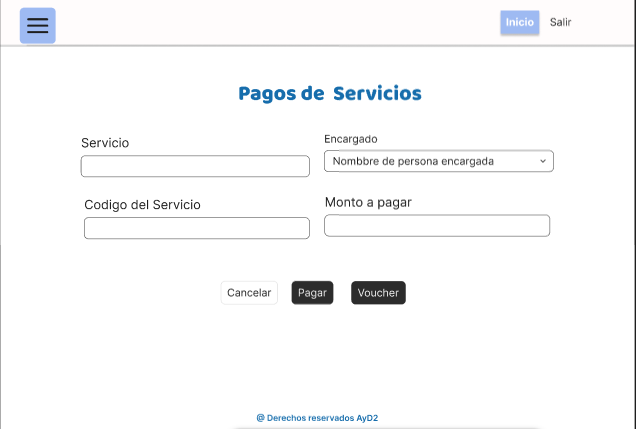 Inicio Salir
Pagos de Servicios
Servicio
Encargado
Nombbre de persona encargada
Codigo del Servicio
Monto a pagar
Cancelar Pagar Voucher
@ Derechos reservados AyD2